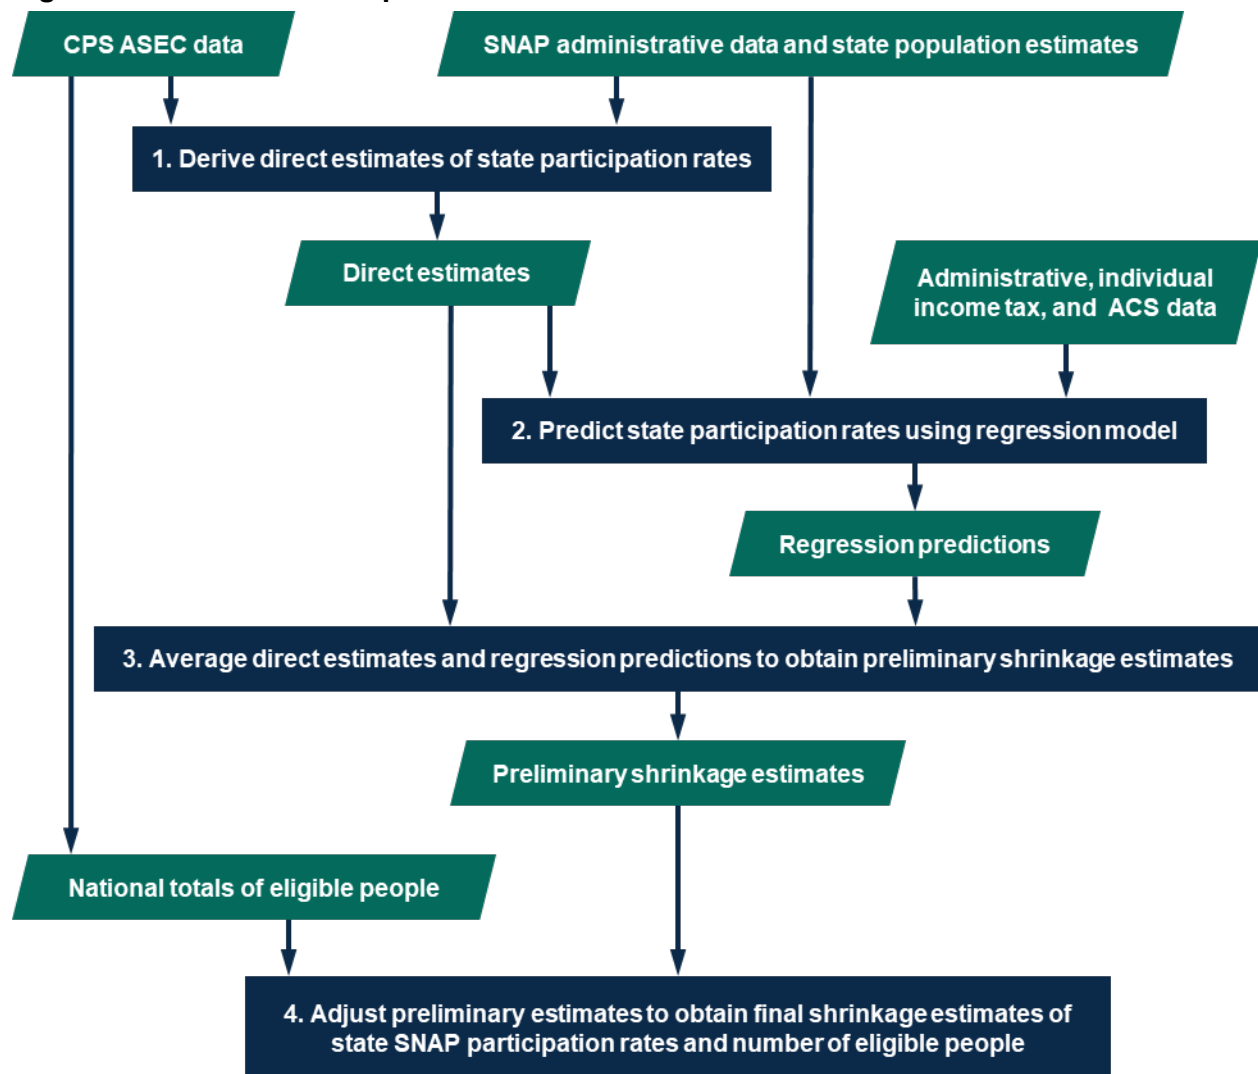 CPS ASEC data
SNAP administrative data and state population estimates
1. Derive direct estimates of state participation rates
Direct estimates
Administrative, individual
income tax, and ACS data
2. Predict state participation rates using regression model
Regression predictions
3. Average direct estimates and regression predictions to obtain preliminary shrinkage estimates
Preliminary shrinkage estimates
National totals of eligible people
4. Adjust preliminary estimates to obtain final shrinkage estimates of
state SNAP participation rates and number of eligible people